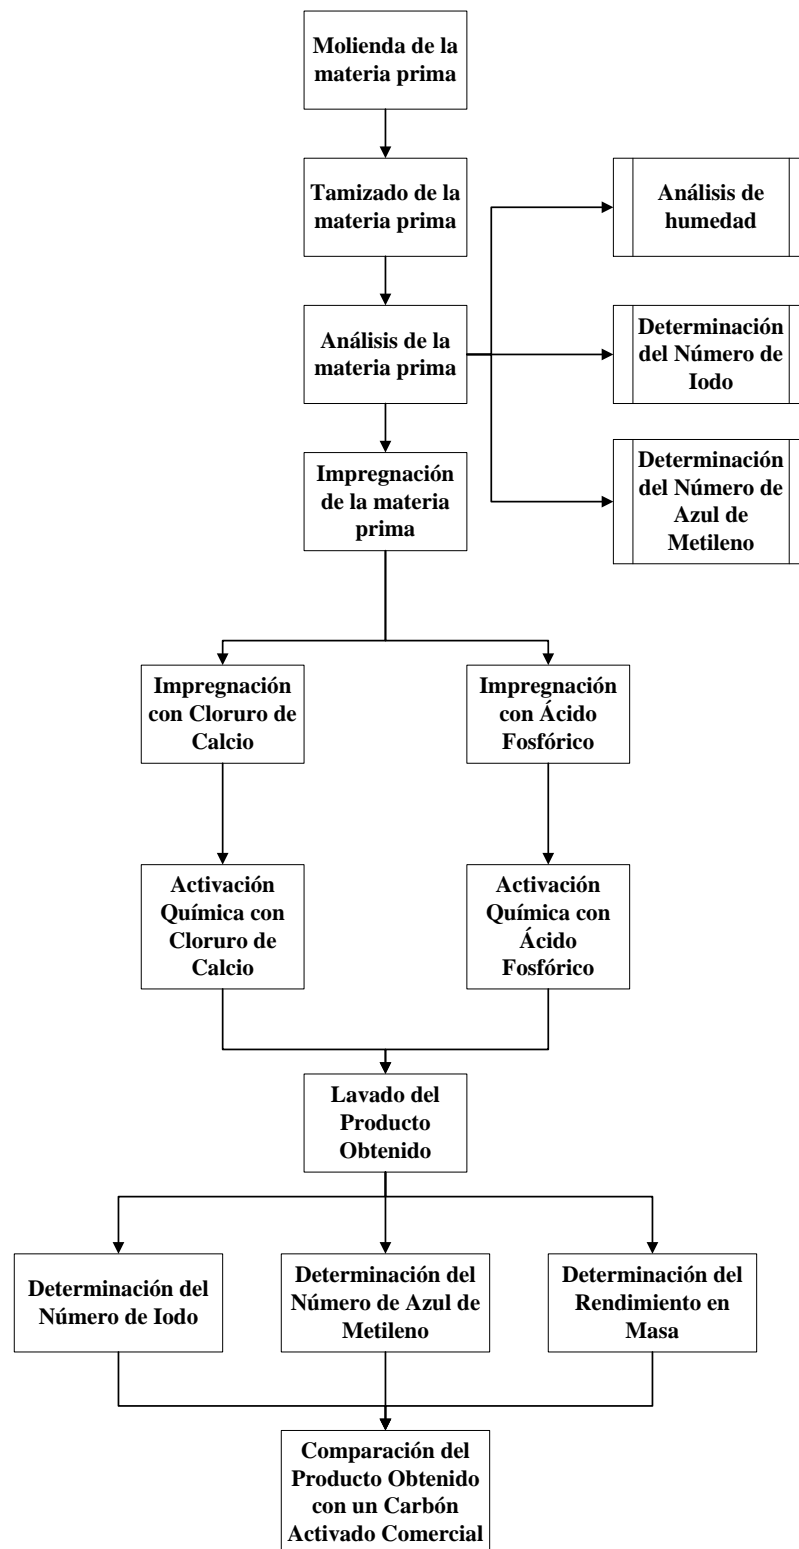 Molienda de la
materia prima
Tamizado de la
materia prima
Análisis de
humedad
Análisis de la
materia prima
Determinación
del Número de
Iodo
Impregnación
de la materia
prima
Determinación
del Número de
Azul de
Metileno
Impregnación
con Cloruro de
Calcio
Impregnación
con Ácido
Fosfórico
Activación
Química con
Cloruro de
Calcio
Activación
Química con
Ácido
Fosfórico
Lavado del
Producto
Obtenido
Determinación del
Número de Iodo
Determinación del
Número de Azul de
Metileno
Determinación del
Rendimiento en
Masa
Comparación del
Producto Obtenido
con un Carbón
Activado Comercial